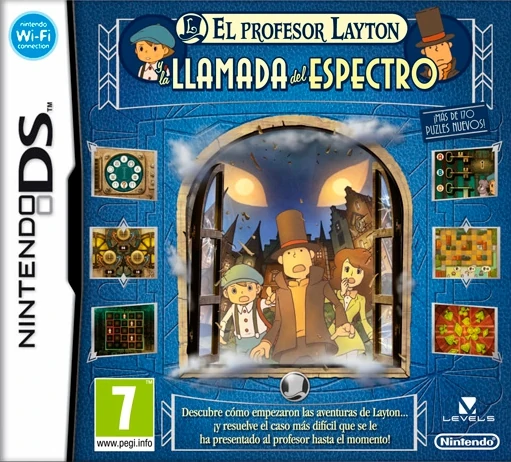 Nintendo
Wi-Fi
connection
NINTENDO DS™
L
EL PROFESOR LAYTON
y la LLAMADA del ESPECTRO
¡MÁS DE 170
PUZLES NUEVOS!
A
B
C
7
www.pegi.info
Descubre cómo empezaron las aventuras de Layton...
¡y resuelve el caso más difícil que se le
ha presentado al profesor hasta el momento!
LEVEL5
Nintendo